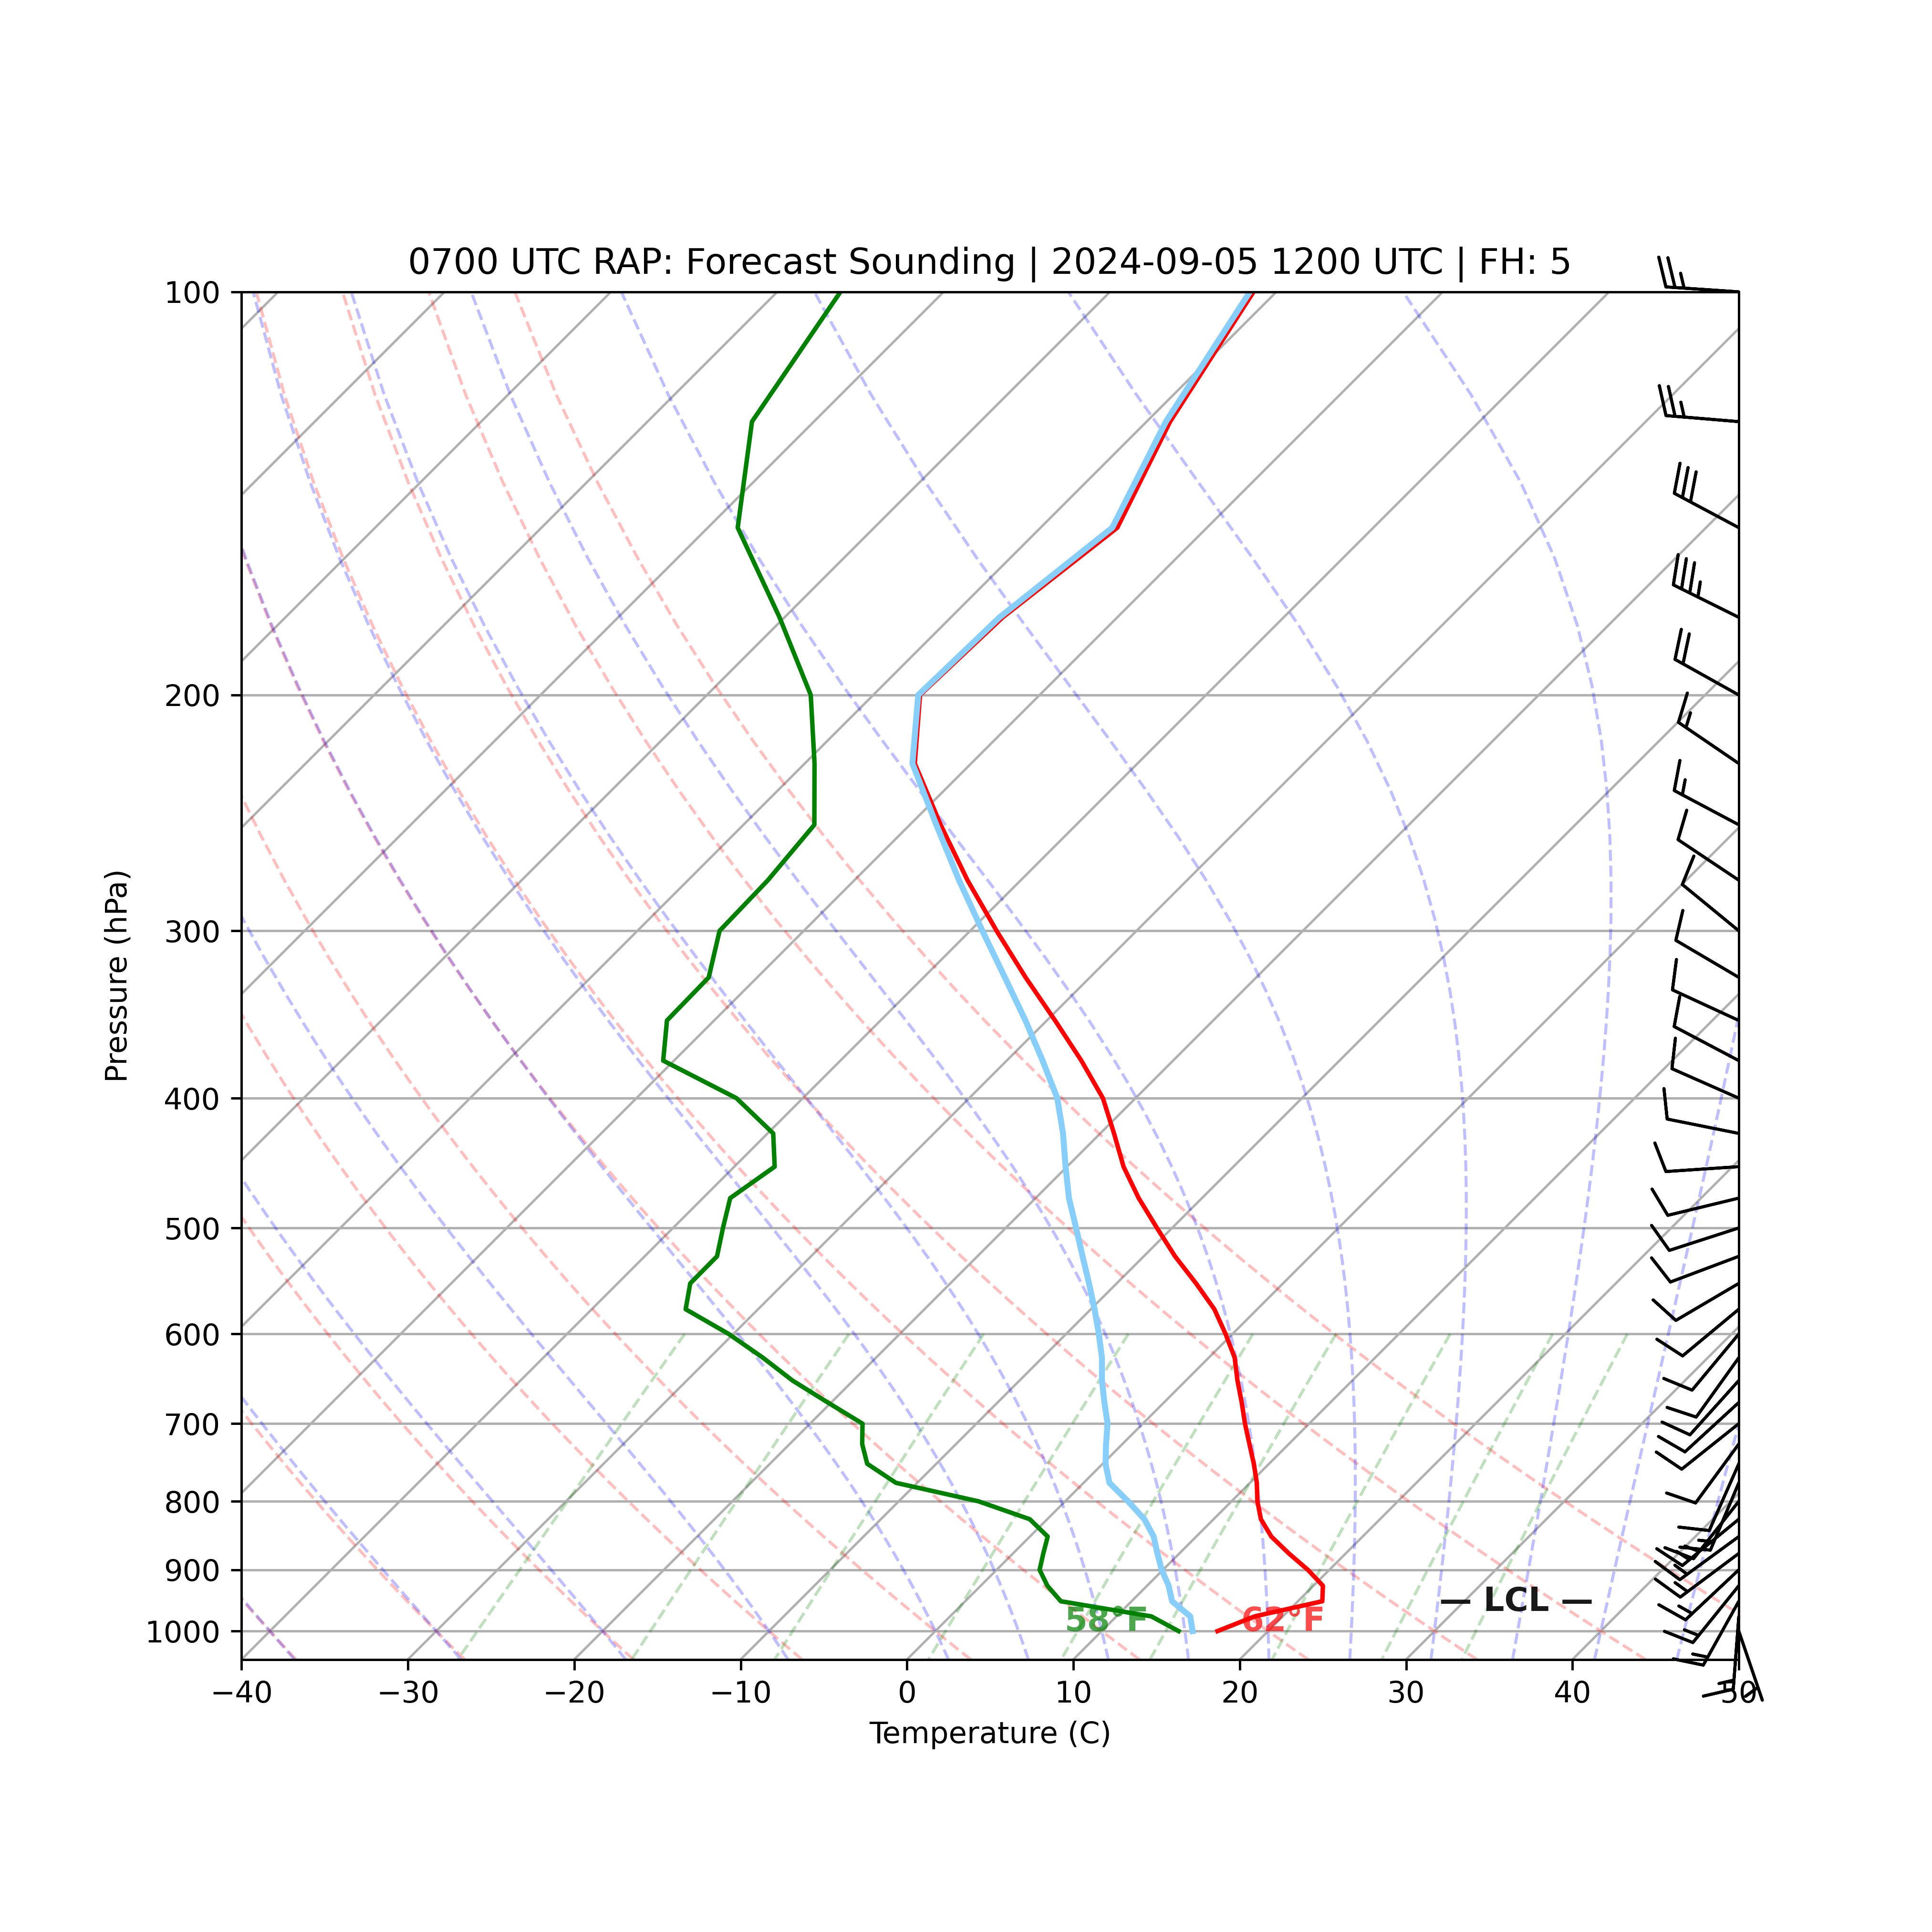 0700 UTC RAP: Forecast Sounding | 2024-09-05 1200 UTC | FH: 5
100
200
300
400
500
600
700
800
900
1000
Pressure (hPa)
— LCL —
58°F 62°F
−40 −30 −20 −10 0 10 20 30 40 50
Temperature (C)